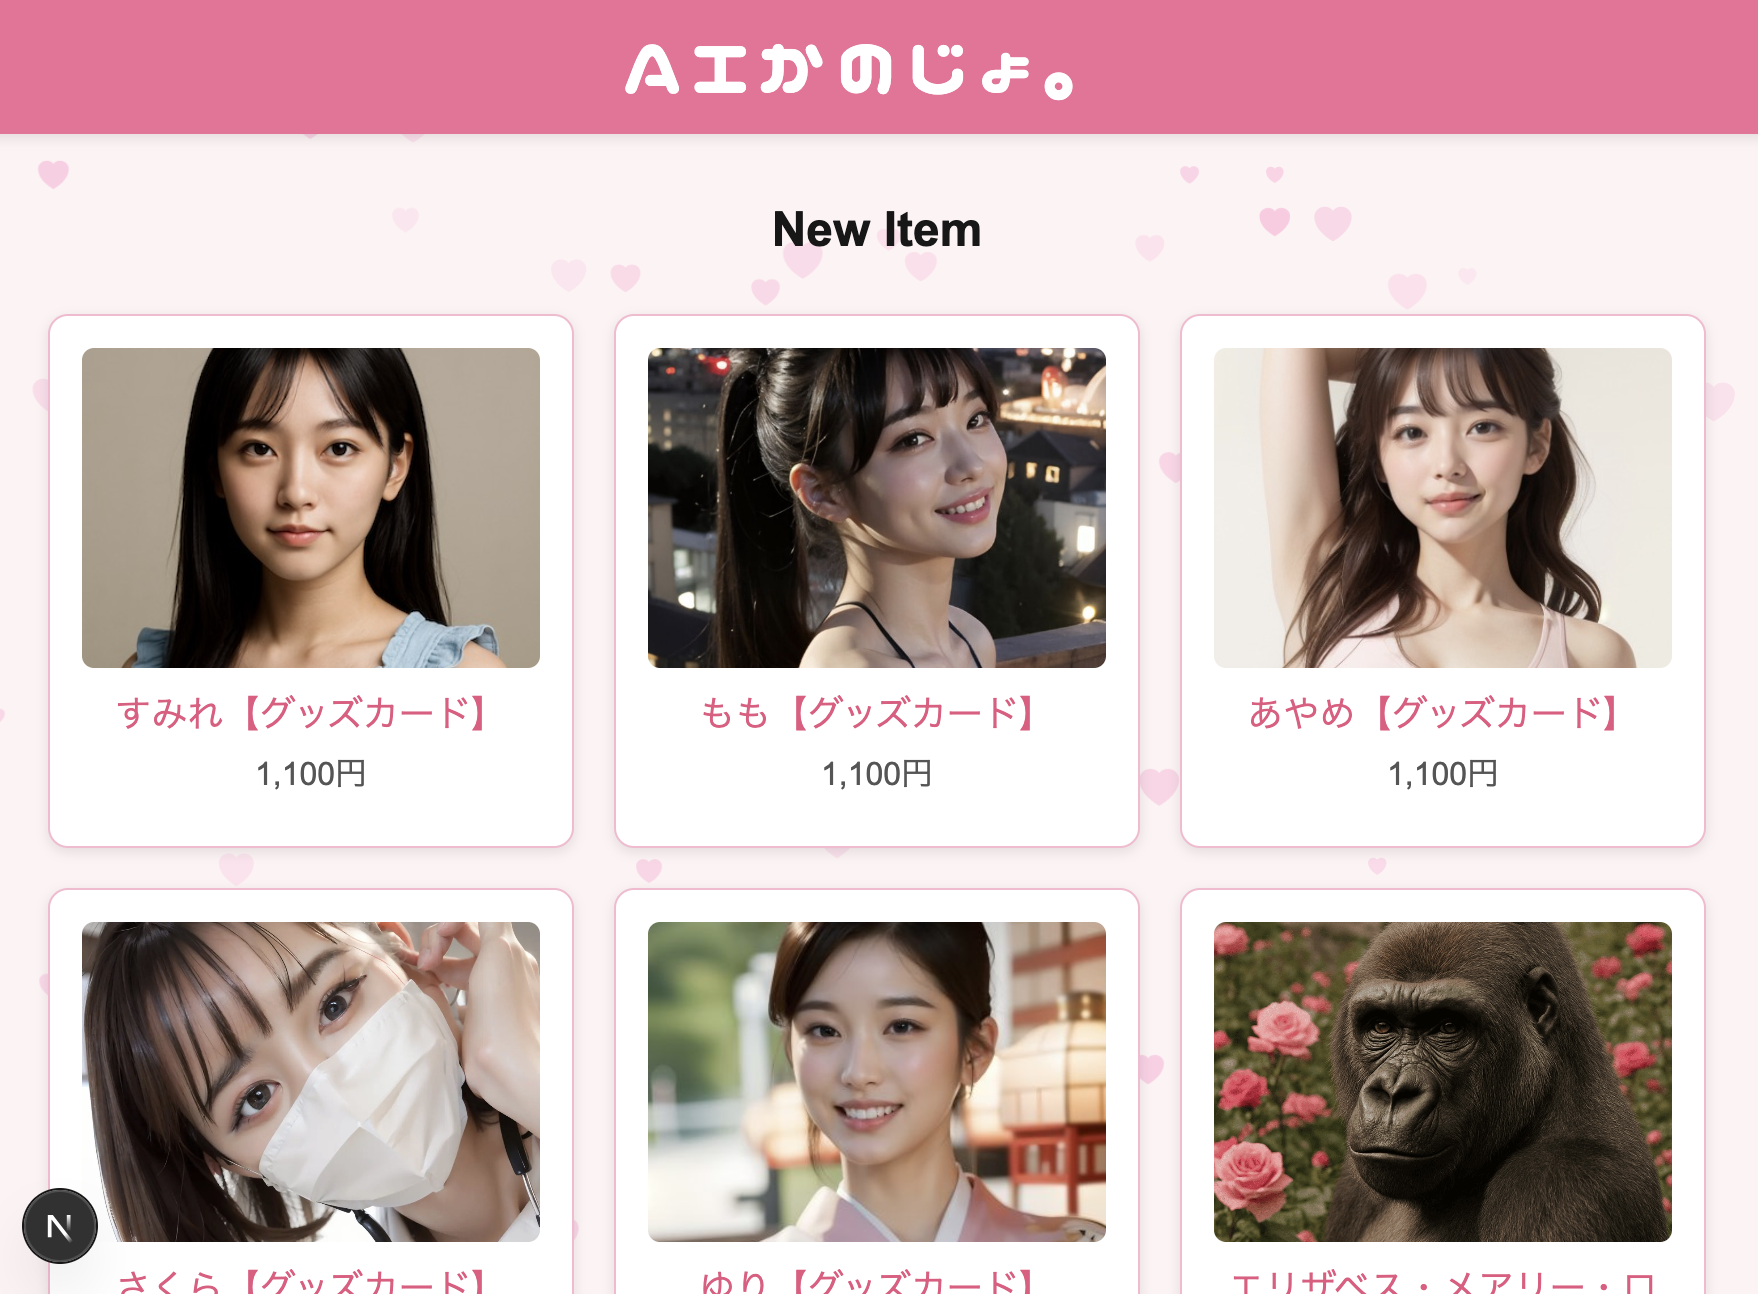 AIかのじょ。
New Item
すみれ【グッズカード】
もも【グッズカード】
あやめ【グッズカード】
1,100円
1,100円
1,100円
さくら【グッズカード】
ゆり【グッズカード】
エリザベス・メアリー・ロ
N